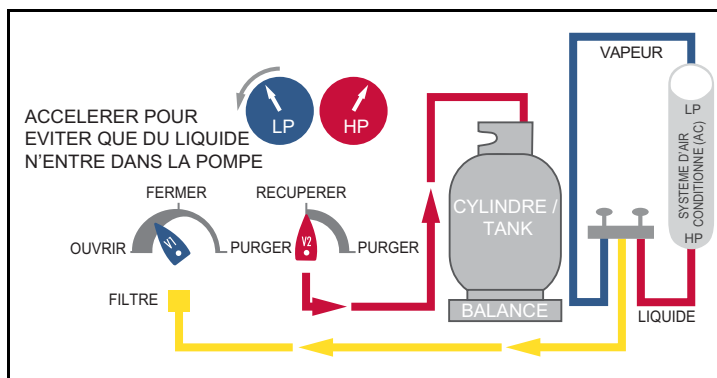 ACCELERER POUR
EVITER QUE DU LIQUIDE
N'ENTRE DANS LA POMPE
LP
HP
FERMER
OUVRIR
PURGER
V1
RECUPERER
PURGER
V2
FILTRE
CYLINDRE /
TANK
BALANCE
VAPEUR
LP
SYSTEME D'AIR
CONDITIONNE (AC)
HP
LIQUIDE